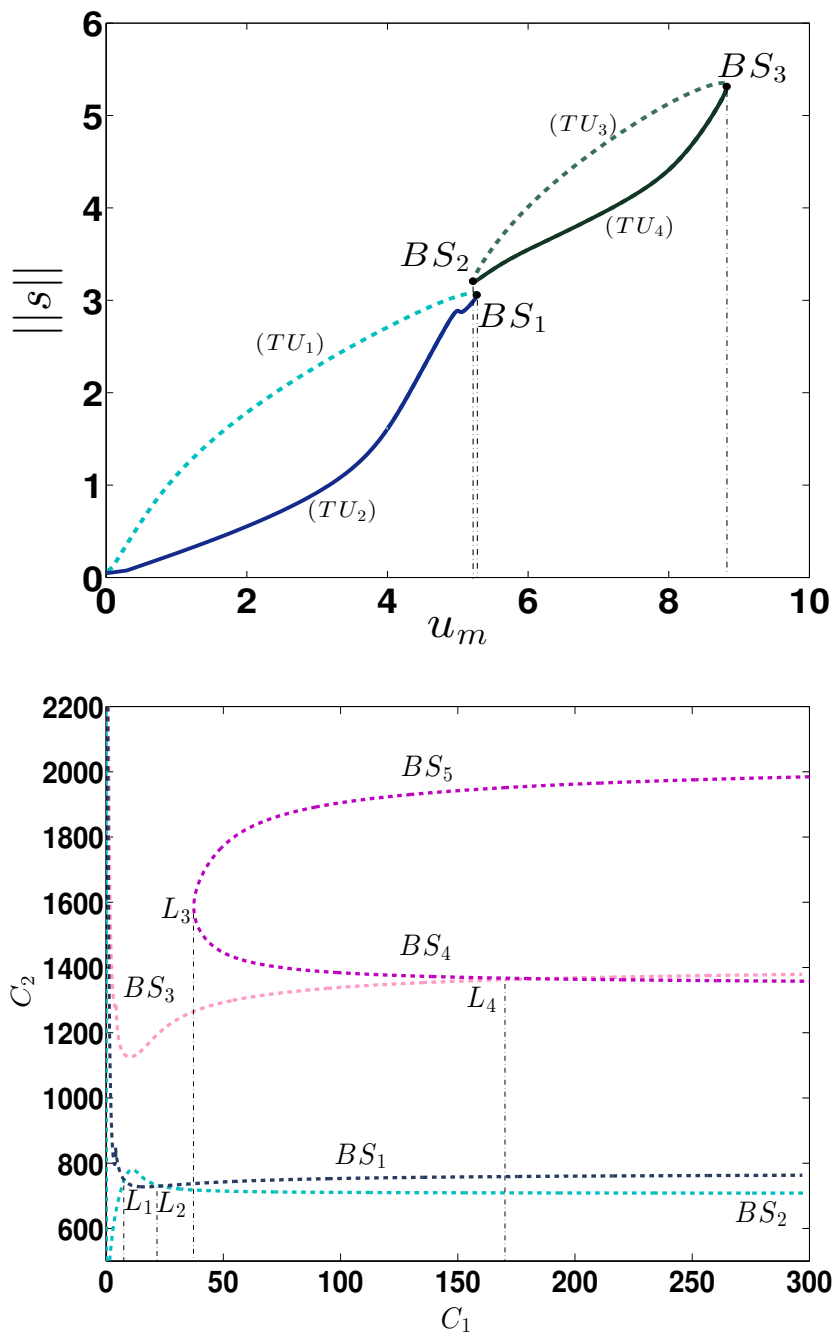 6
5
4
3
2
1
0
||s||
BS₃
(TU₃)
(TU₄)
BS₂
BS₁
(TU₁)
(TU₂)
0 2 4 6 8 10
uₘ
2200
2000
1800
1600
1400
1200
1000
800
600
C₂
BS₅
L₃
BS₄
BS₃
L₄
BS₁
L₁ L₂
BS₂
0 50 100 150 200 250 300
C₁